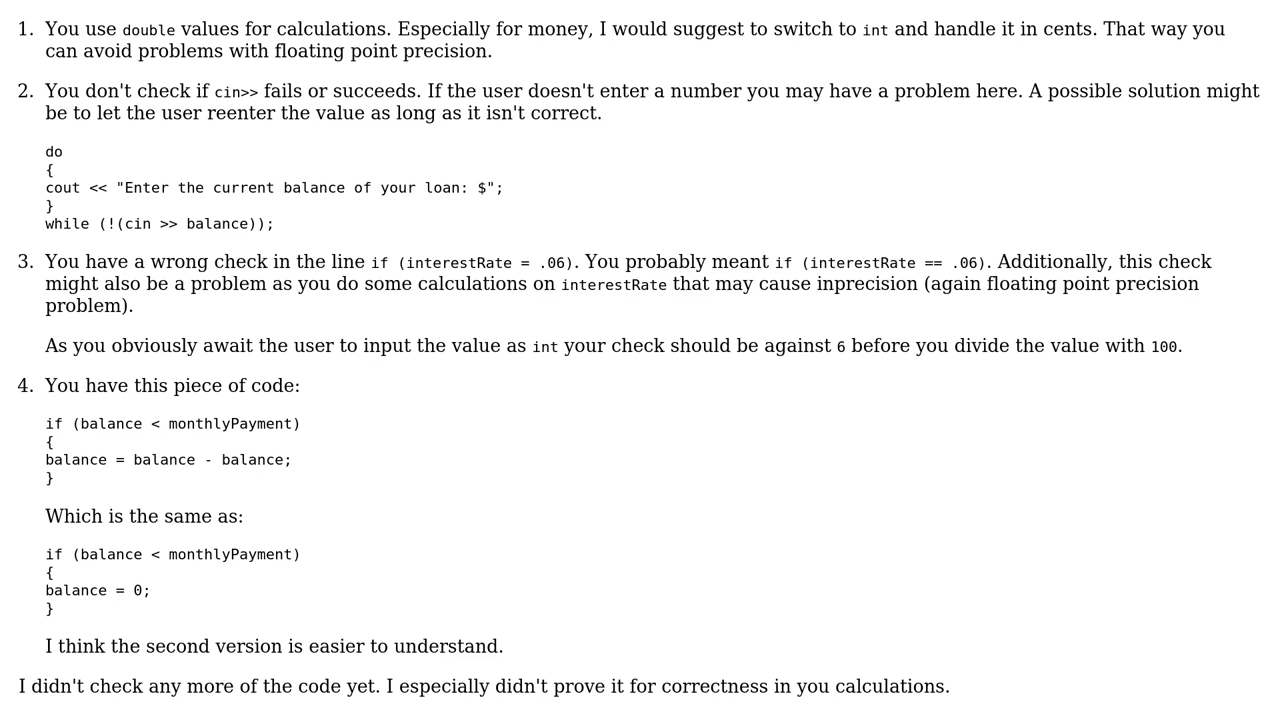 1. You use double values for calculations. Especially for money, I would suggest to switch to int and handle it in cents. That way you
can avoid problems with floating point precision.
2. You don't check if cin>> fails or succeeds. If the user doesn't enter a number you may have a problem here. A possible solution might
be to let the user reenter the value as long as it isn't correct.
do
{
cout << "Enter the current balance of your loan: $";
}
while (!(cin >> balance));
3. You have a wrong check in the line if (interestRate = .06). You probably meant if (interestRate == .06). Additionally, this check
might also be a problem as you do some calculations on interestRate that may cause inprecision (again floating point precision
problem).
As you obviously await the user to input the value as int your check should be against 6 before you divide the value with 100.
4. You have this piece of code:
if (balance < monthlyPayment)
{
balance = balance - balance;
}
Which is the same as:
if (balance < monthlyPayment)
{
balance = 0;
}
I think the second version is easier to understand.
I didn't check any more of the code yet. I especially didn't prove it for correctness in you calculations.